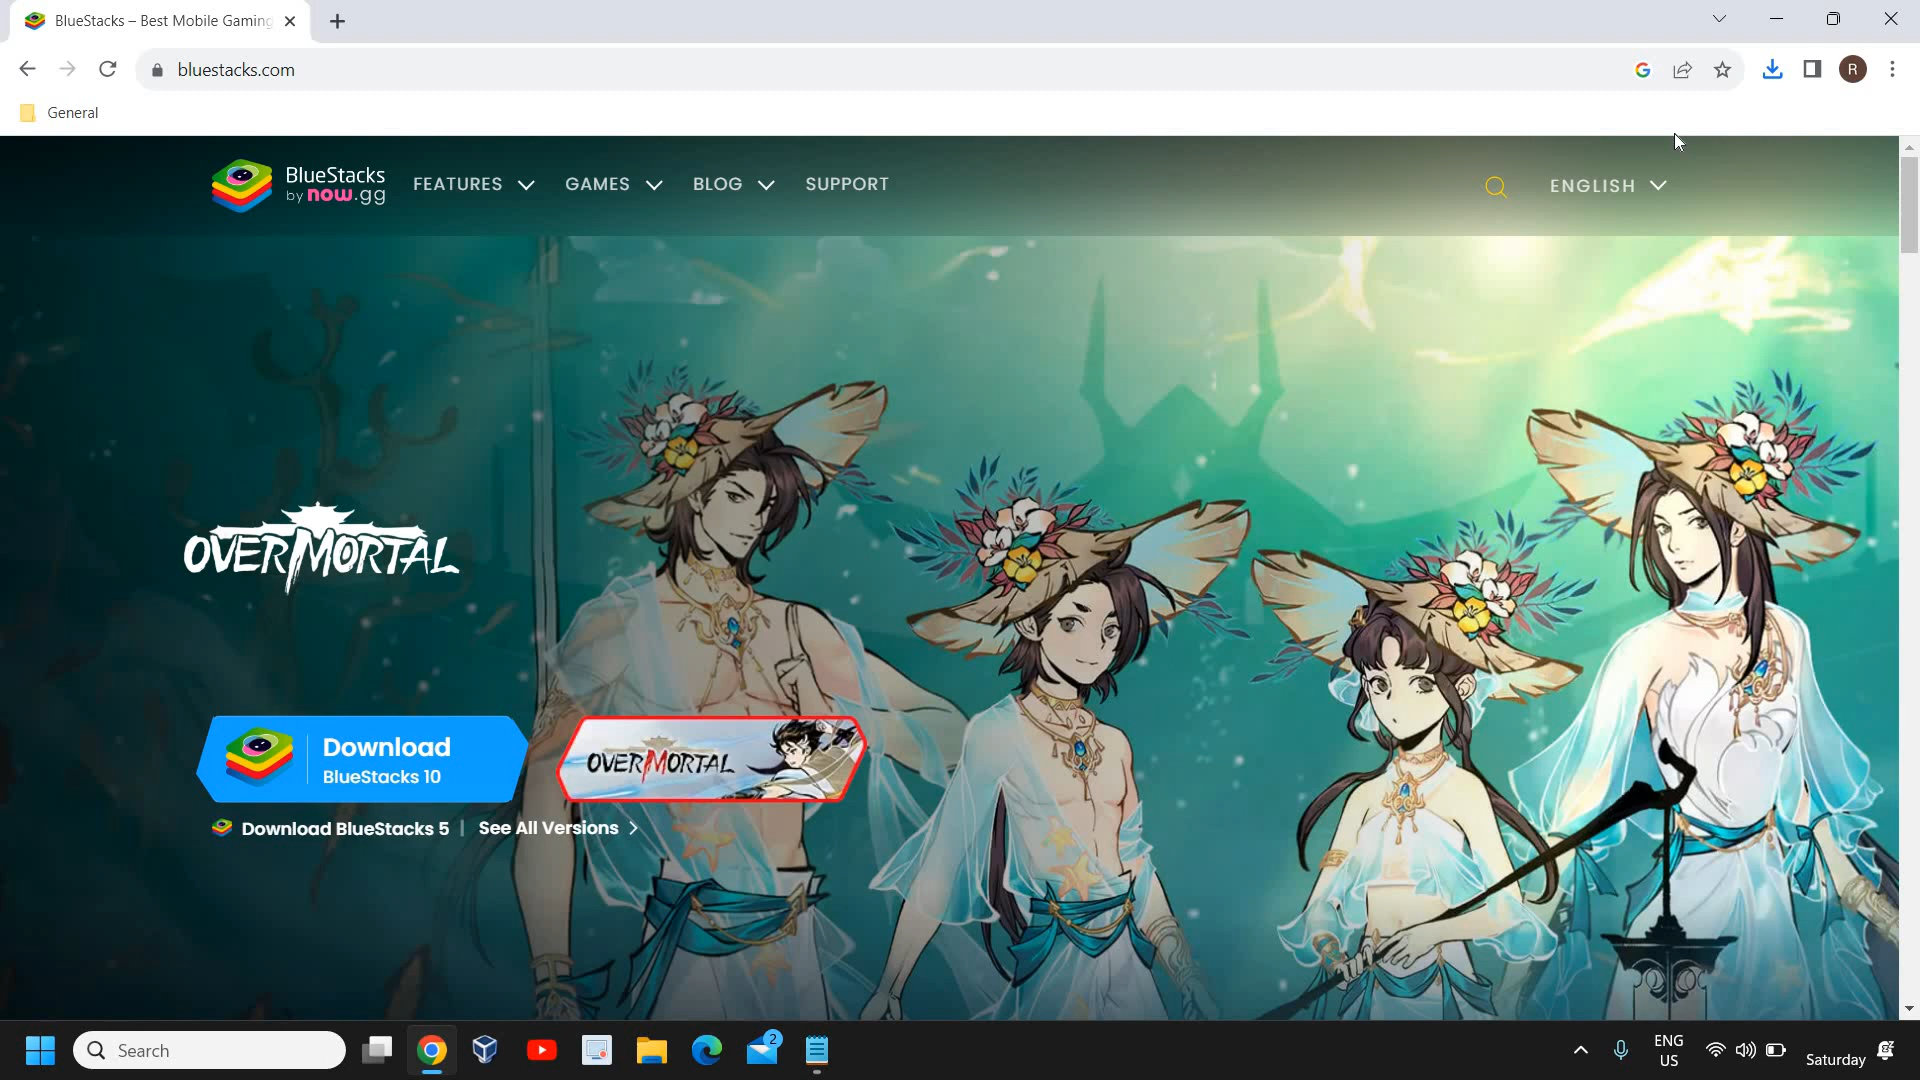 BlueStacks – Best Mobile Gaming
bluestacks.com
General
BlueStacks
by now.gg
FEATURES
GAMES
BLOG
SUPPORT
ENGLISH
OVERMORTAL
Download
BlueStacks 10
OVERMORTAL
Download BlueStacks 5 | See All Versions
Search
2
ENG
US
Saturday
R